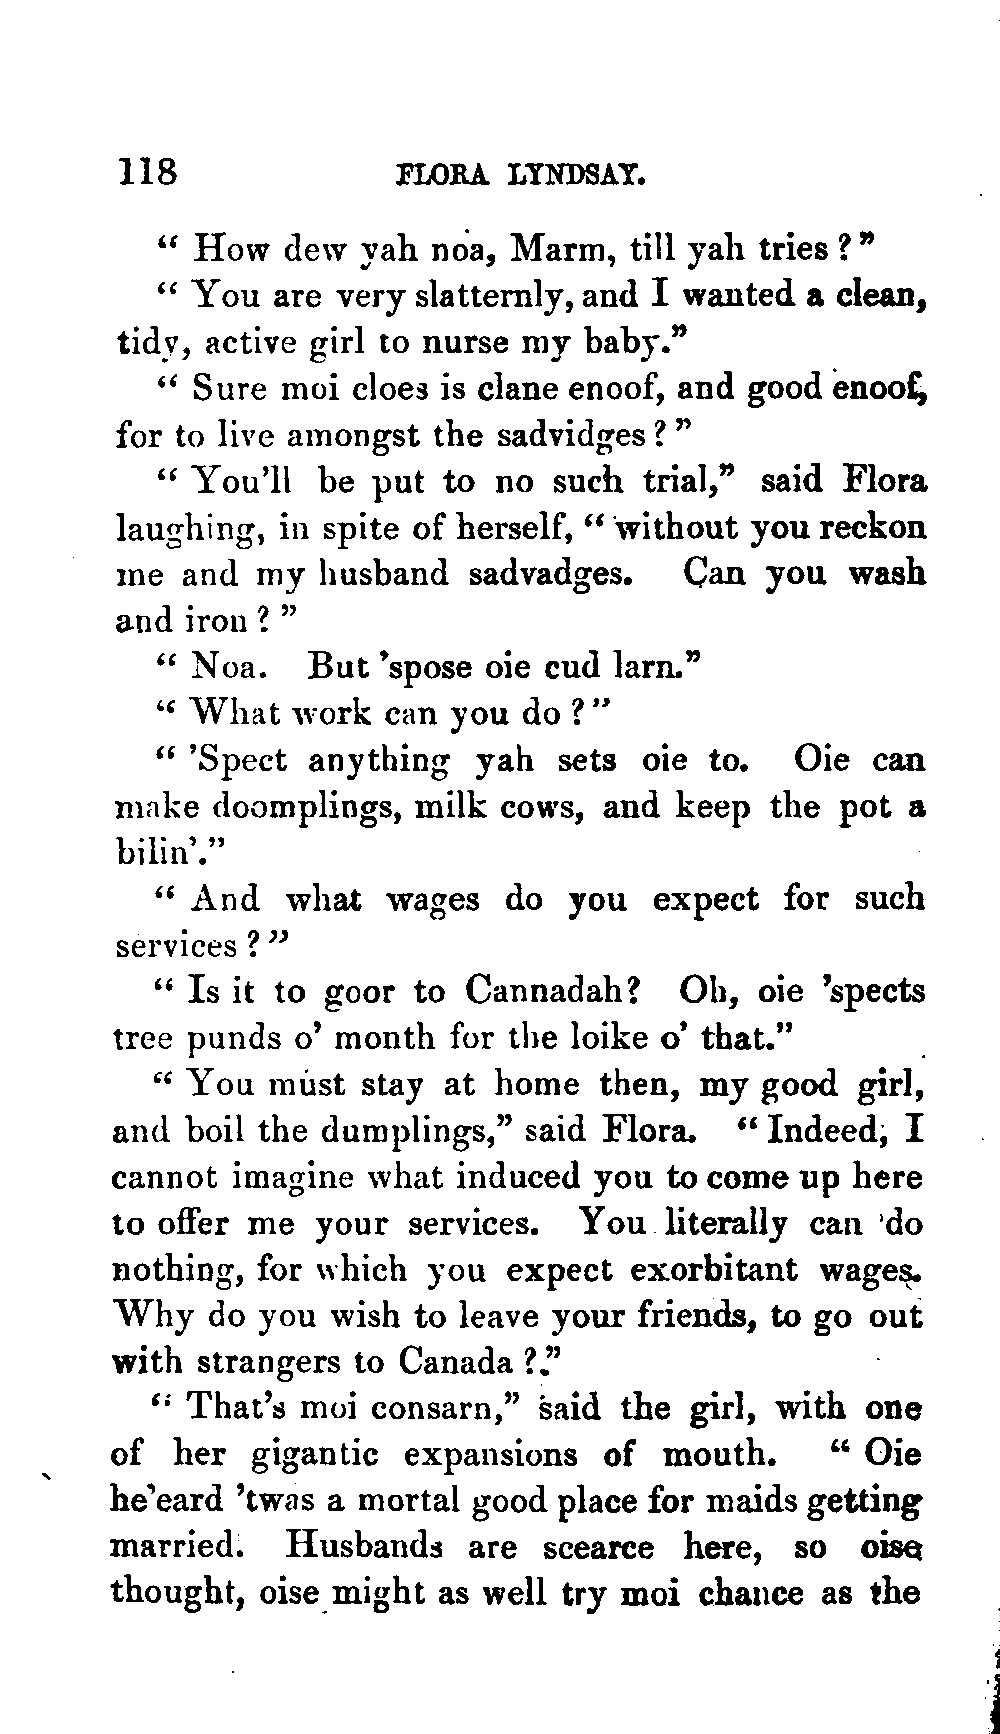 118 FLORA LYNDSAY.
“ How dew yah noa, Marm, till yah tries ? ”
“ You are very slatternly, and I wanted a clean,
tidy, active girl to nurse my baby.”
“ Sure moi cloes is clane enoof, and good enoof,
for to live amongst the sadvidges ? ”
“ You’ll be put to no such trial,” said Flora
laughing, in spite of herself, “ without you reckon
me and my husband sadvadges. Can you wash
and iron ? ”
“ Noa. But ’spose oie cud larn.”
“ What work can you do ? ”
“ ’Spect anything yah sets oie to. Oie can
make doomplings, milk cows, and keep the pot a
bilin’.”
“ And what wages do you expect for such
services ? ”
“ Is it to goor to Cannadah? Oh, oie ’spects
tree punds o’ month for the loike o’ that.”
“ You must stay at home then, my good girl,
and boil the dumplings,” said Flora. “ Indeed, I
cannot imagine what induced you to come up here
to offer me your services. You literally can do
nothing, for which you expect exorbitant wages.
Why do you wish to leave your friends, to go out
with strangers to Canada ? ”
“ That’s moi consarn,” said the girl, with one
of her gigantic expansions of mouth. “ Oie
he’eard ’twas a mortal good place for maids getting
married. Husbands are scearce here, so oise
thought, oise might as well try moi chance as the